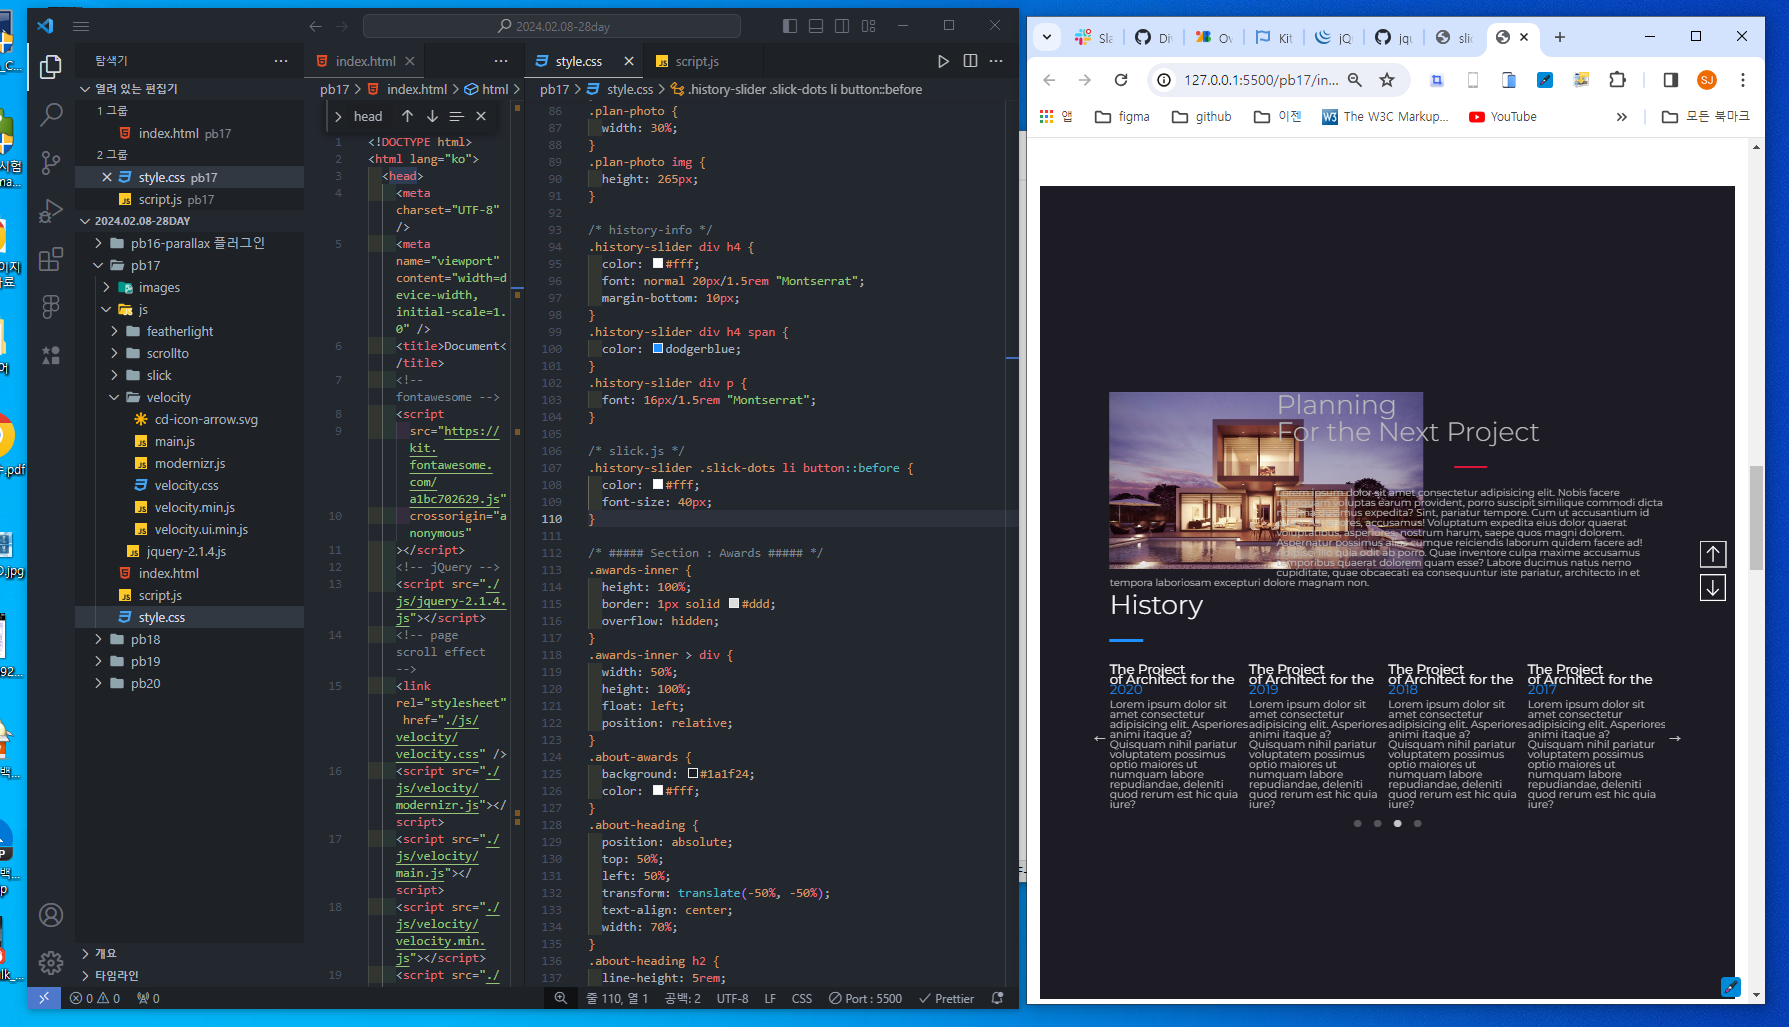 2024.02.08-28day
탐색기
열려 있는 편집기
1 그룹
index.html pb17
2 그룹
style.css pb17
script.js pb17
2024.02.08-28DAY
pb16-parallax 플러그인
pb17
images
js
featherlight
scrollto
slick
velocity
cd-icon-arrow.svg
main.js
modernizr.js
velocity.css
velocity.min.js
velocity.ui.min.js
jquery-2.1.4.js
index.html
script.js
style.css
pb18
pb19
pb20
개요
타임라인
index.html
pb17 > index.html > html >
head
1 <!DOCTYPE html>
2 <html lang="ko">
3 <head>
4 <meta
charset="UTF-8"
/>
5 <meta
name="viewport"
content="width=d
evice-width,
initial-scale=1.
0" />
6 <title>Document<
/title>
7 <!--
fontawesome -->
8 <script
9 src="https://
kit.
fontawesome.
com/
a1bc702629.js"
10 crossorigin="a
nonymous"
11 ></script>
12 <!-- jQuery -->
13 <script src="./
js/jquery-2.1.4.
js"></script>
14 <!-- page
scroll effect
-->
15 <link
rel="stylesheet"
href="./js/
velocity/
velocity.css" />
16 <script src="./
js/velocity/
modernizr.js"></
script>
17 <script src="./
js/velocity/
main.js"></
script>
18 <script src="./
js/velocity/
velocity.min.
js"></script>
19 <script src="./
style.css
script.js
pb17 > style.css > .history-slider .slick-dots li button::before
86 .plan-photo {
87 width: 30%;
88 }
89 .plan-photo img {
90 height: 265px;
91 }
92
93 /* history-info */
94 .history-slider div h4 {
95 color: #fff;
96 font: normal 20px/1.5rem "Montserrat";
97 margin-bottom: 10px;
98 }
99 .history-slider div h4 span {
100 color: dodgerblue;
101 }
102 .history-slider div p {
103 font: 16px/1.5rem "Montserrat";
104 }
105
106 /* slick.js */
107 .history-slider .slick-dots li button::before {
108 color: #fff;
109 font-size: 40px;
110 }
111
112 /* ##### Section : Awards ##### */
113 .awards-inner {
114 height: 100%;
115 border: 1px solid #ddd;
116 overflow: hidden;
117 }
118 .awards-inner > div {
119 width: 50%;
120 height: 100%;
121 float: left;
122 position: relative;
123 }
124 .about-awards {
125 background: #1a1f24;
126 color: #fff;
127 }
128 .about-heading {
129 position: absolute;
130 top: 50%;
131 left: 50%;
132 transform: translate(-50%, -50%);
133 text-align: center;
134 width: 70%;
135 }
136 .about-heading h2 {
137 line-height: 5rem;
0 0 0
줄 110, 열 1 공백: 2 UTF-8 LF CSS Port : 5500 Prettier
Sla Di Ov Kit jQ jqu slic
127.0.0.1:5500/pb17/in...
SJ
앱 figma github 이젠 The W3C Markup... YouTube » 모든 북마크
Planning
For the Next Project
Lorem ipsum dolor sit amet consectetur adipisicing elit. Nobis facere
numquam voluptas earum provident, porro suscipit similique commodi dicta
expedita? Sint, pariatur tempore. Cum ut accusantium id
accusamus! Voluptatum expedita eius dolor quaerat
voluptatibus, asperiores, nostrum harum, saepe quos magni dolorem.
Aspernatur possimus alias cumque reiciendis laborum quidem facere ad!
quia odit ab porro. Quae inventore culpa maxime accusamus
temporibus quaerat dolorem quam esse? Labore ducimus natus nemo
cupiditate, quae obcaecati ea consequuntur iste pariatur, architecto in et
tempora laboriosam excepturi dolore magnam non.
History
The Project The Project The Project The Project
of Architect for the of Architect for the of Architect for the of Architect for the
2020 2019 2018 2017
Lorem ipsum dolor sit Lorem ipsum dolor sit Lorem ipsum dolor sit Lorem ipsum dolor sit
amet consectetur amet consectetur amet consectetur amet consectetur
adipisicing elit. Asperiores adipisicing elit. Asperiores adipisicing elit. Asperiores adipisicing elit. Asperiores
animi itaque a? animi itaque a? animi itaque a? animi itaque a?
Quisquam nihil pariatur Quisquam nihil pariatur Quisquam nihil pariatur Quisquam nihil pariatur
voluptatem possimus voluptatem possimus voluptatem possimus voluptatem possimus
optio maiores ut optio maiores ut optio maiores ut optio maiores ut
numquam labore numquam labore numquam labore numquam labore
repudiandae, deleniti repudiandae, deleniti repudiandae, deleniti repudiandae, deleniti
quod rerum est hic quia quod rerum est hic quia quod rerum est hic quia quod rerum est hic quia
iure? iure? iure? iure?